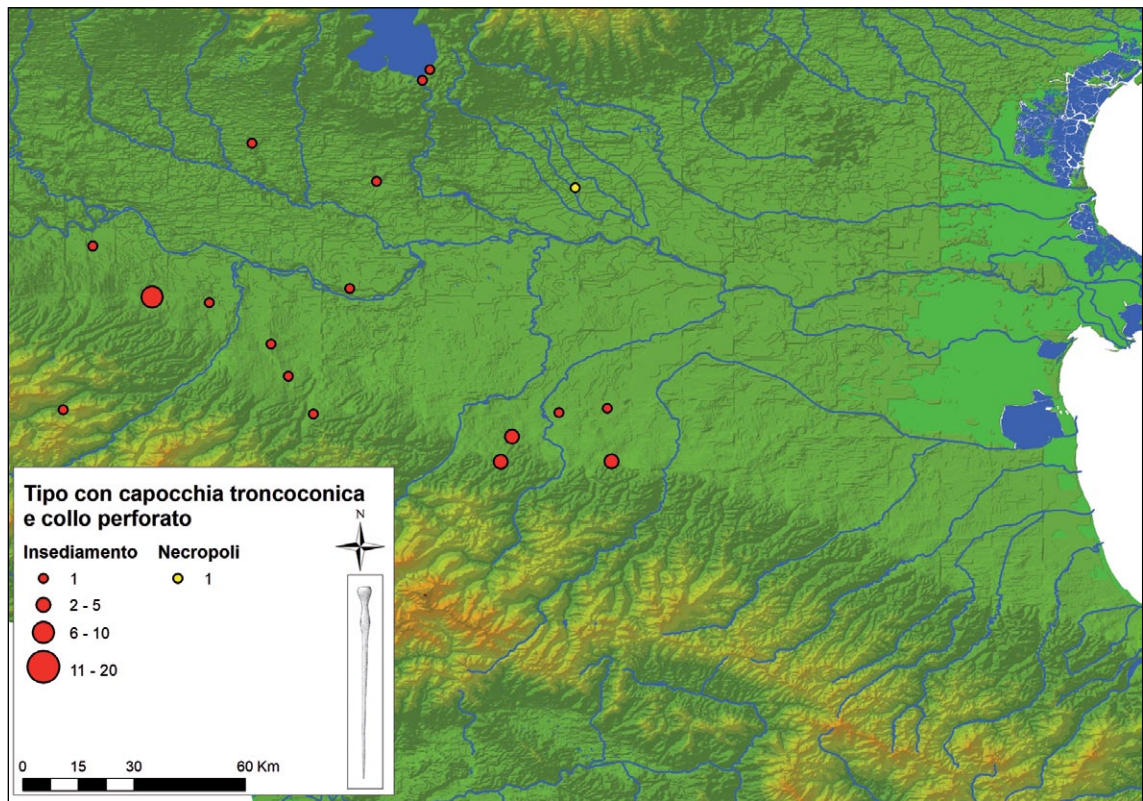 Tipo con capocchia troncoconica
e collo perforato
N
Insediamento Necropoli
1 1
2 - 5
6 - 10
11 - 20
0 15 30 60 Km